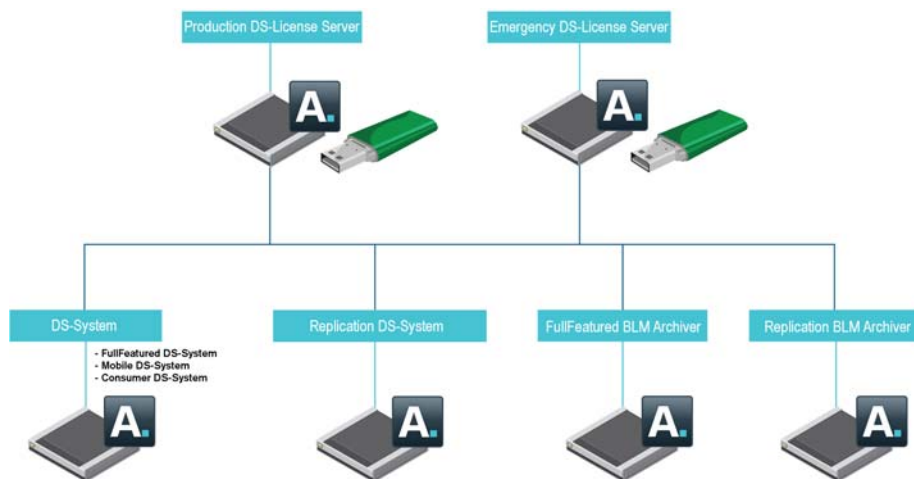 Production DS-License Server
Emergency DS-License Server
A.
A.
DS-System
Replication DS-System
FullFeatured BLM Archiver
Replication BLM Archiver
- FullFeatured DS-System
- Mobile DS-System
- Consumer DS-System
A.
A.
A.
A.